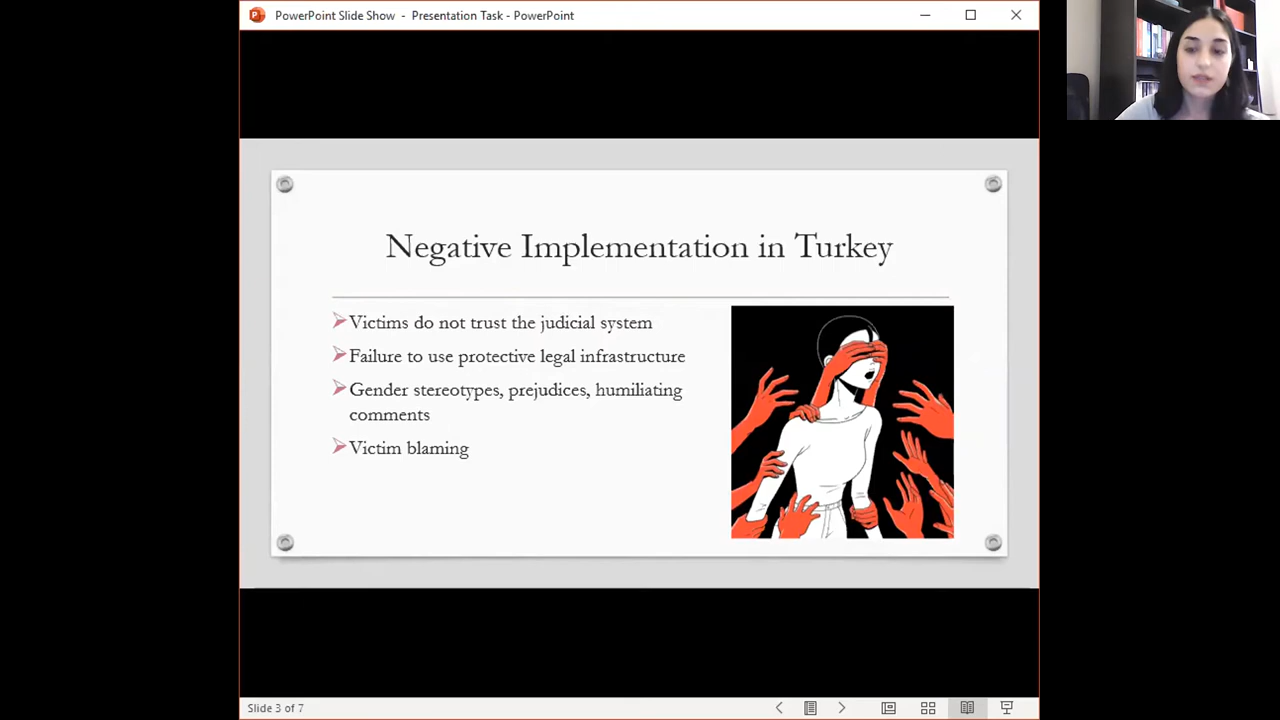 PowerPoint Slide Show - Presentation Task - PowerPoint
Negative Implementation in Turkey
Victims do not trust the judicial system
Failure to use protective legal infrastructure
Gender stereotypes, prejudices, humiliating
comments
Victim blaming
Slide 3 of 7